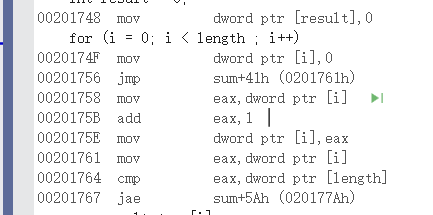 int result = 0;
00201748 mov dword ptr [result],0
for (i = 0; i < length ; i++)
0020174F mov dword ptr [i],0
00201756 jmp sum+41h (0201761h)
00201758 mov eax,dword ptr [i]
0020175B add eax,1
0020175E mov dword ptr [i],eax
00201761 mov eax,dword ptr [i]
00201764 cmp eax,dword ptr [length]
00201767 jae sum+5Ah (020177Ah)